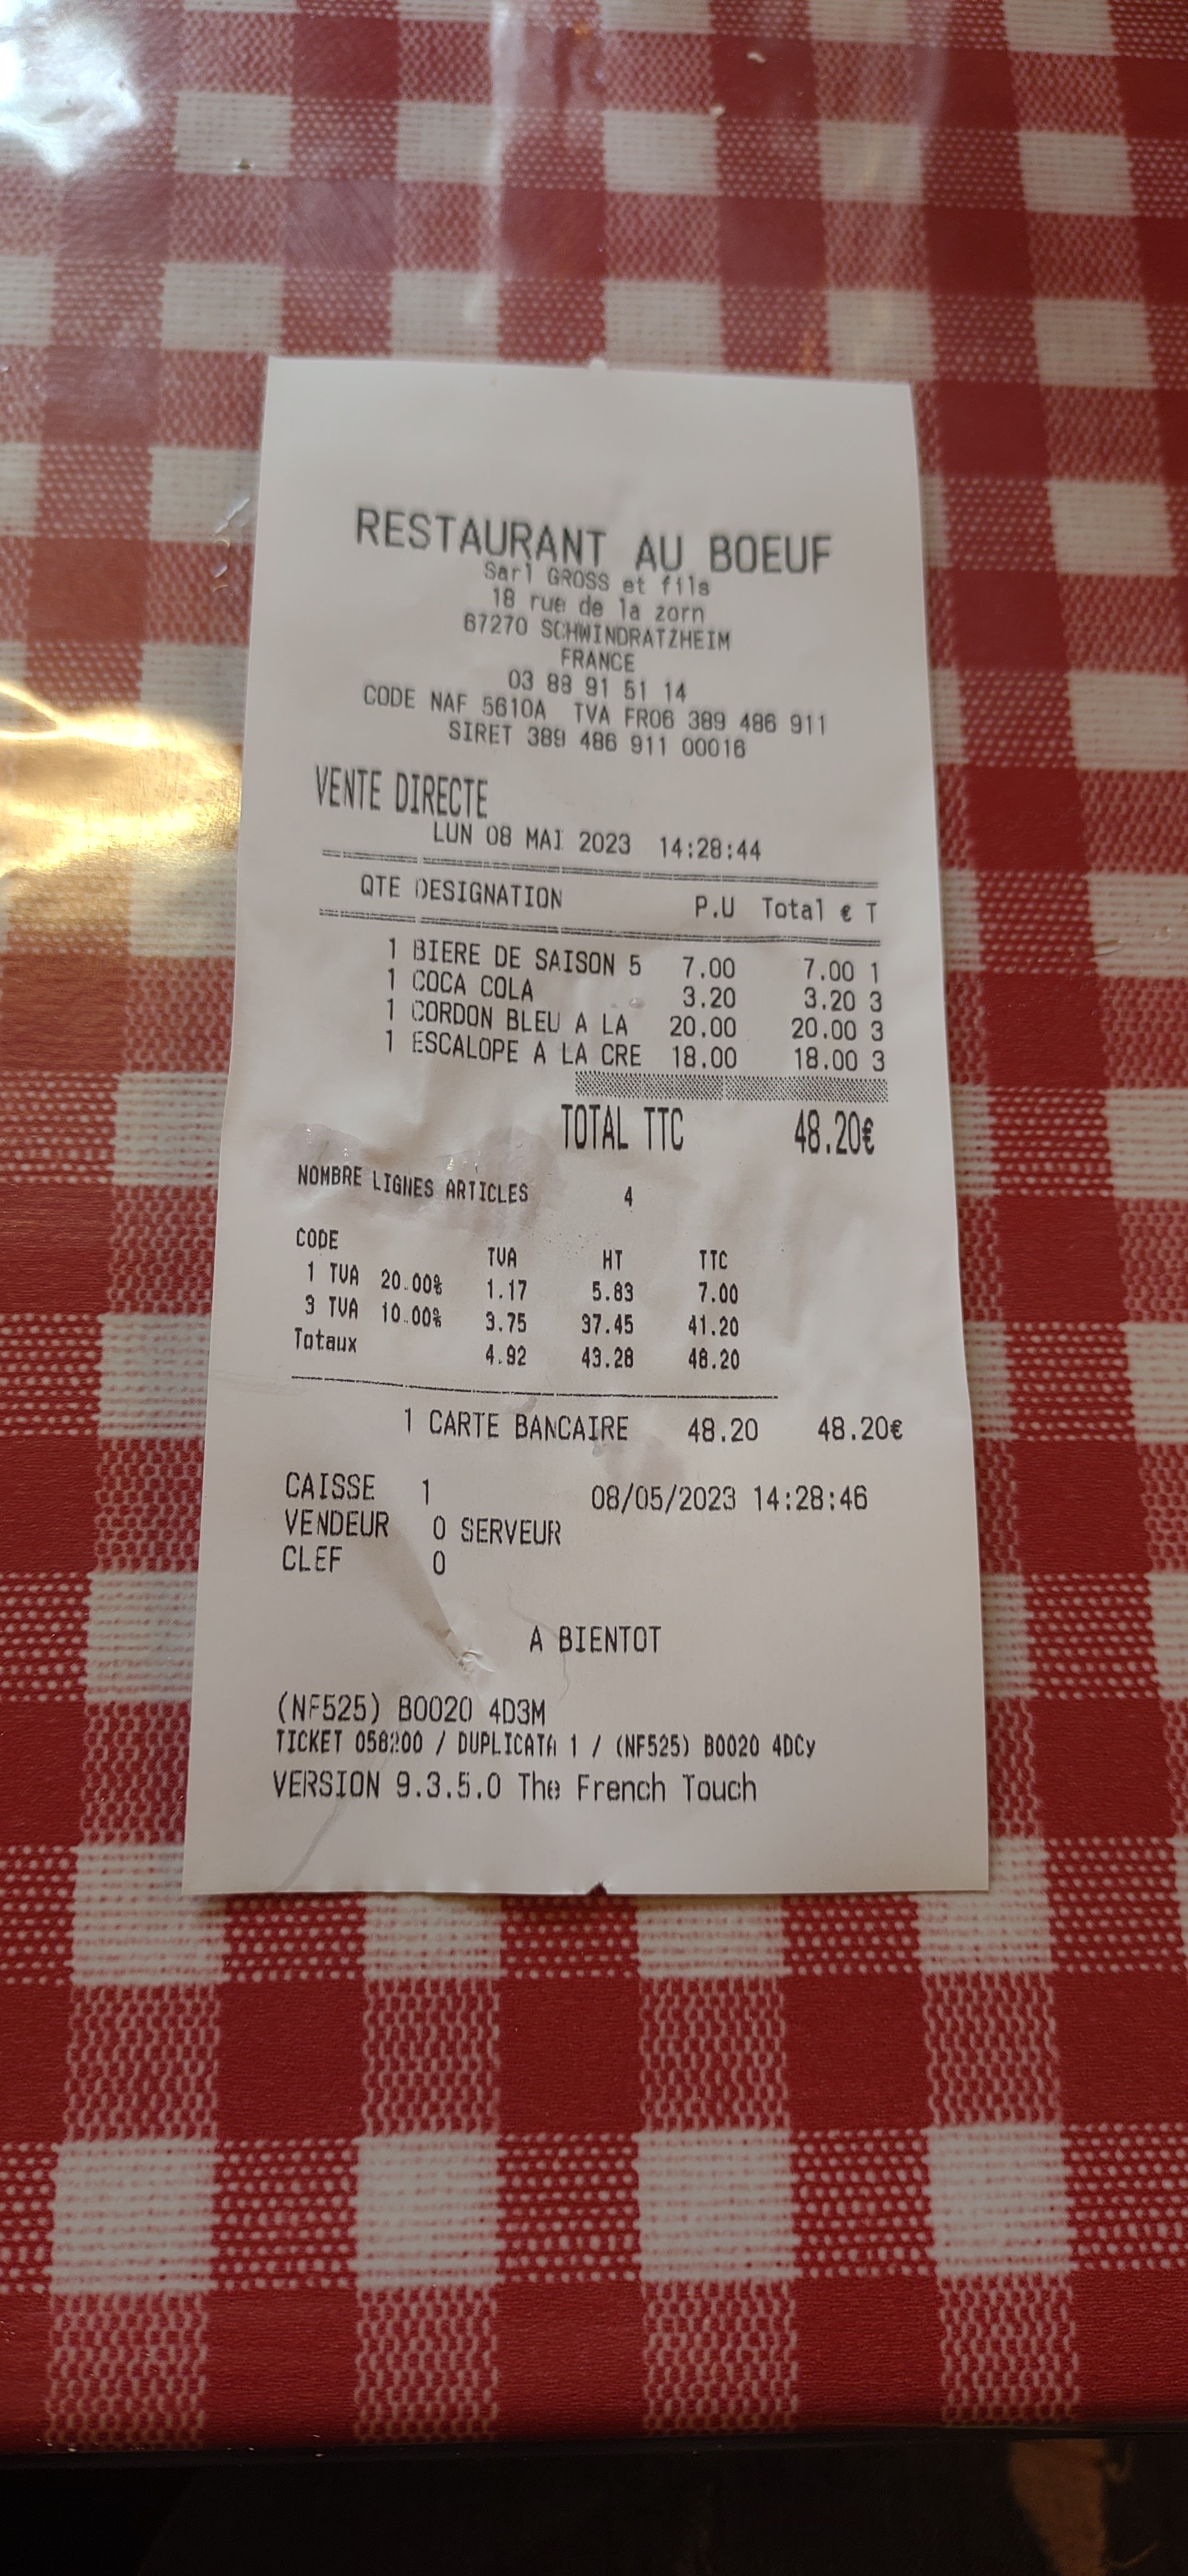 RESTAURANT AU BOEUF
Sarl GROSS et fils
18 rue de la zorn
67270 SCHWINDRATZHEIM
FRANCE
03 88 91 51 14
CODE NAF 5610A TVA FR06 389 486 911
SIRET 389 486 911 00016
VENTE DIRECTE
LUN 08 MAI 2023 14:28:44
QTE DESIGNATION P.U Total € T
1 BIERE DE SAISON 5 7.00 7.00 1
1 COCA COLA 3.20 3.20 3
1 CORDON BLEU A LA 20.00 20.00 3
1 ESCALOPE A LA CRE 18.00 18.00 3
TOTAL TTC 48.20€
NOMBRE LIGNES ARTICLES 4
CODE TVA HT TTC
1 TVA 20.00% 1.17 5.83 7.00
3 TVA 10.00% 3.75 37.45 41.20
Totaux 4.92 43.28 48.20
1 CARTE BANCAIRE 48.20 48.20€
CAISSE 1 08/05/2023 14:28:46
VENDEUR 0 SERVEUR
CLEF 0
A BIENTOT
(NF525) B0020 4D3M
TICKET 058200 / DUPLICATA 1 / (NF525) B0020 4DCy
VERSION 9.3.5.0 The French Touch